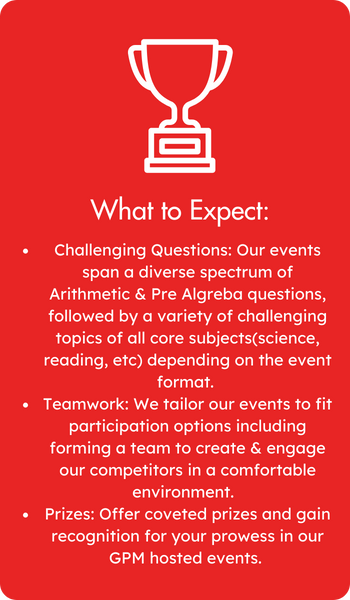 What to Expect:
• Challenging Questions: Our events
span a diverse spectrum of
Arithmetic & Pre Algreba questions,
followed by a variety of challenging
topics of all core subjects(science,
reading, etc) depending on the event
format.
• Teamwork: We tailor our events to fit
participation options including
forming a team to create & engage
our competitors in a comfortable
environment.
• Prizes: Offer coveted prizes and gain
recognition for your prowess in our
GPM hosted events.